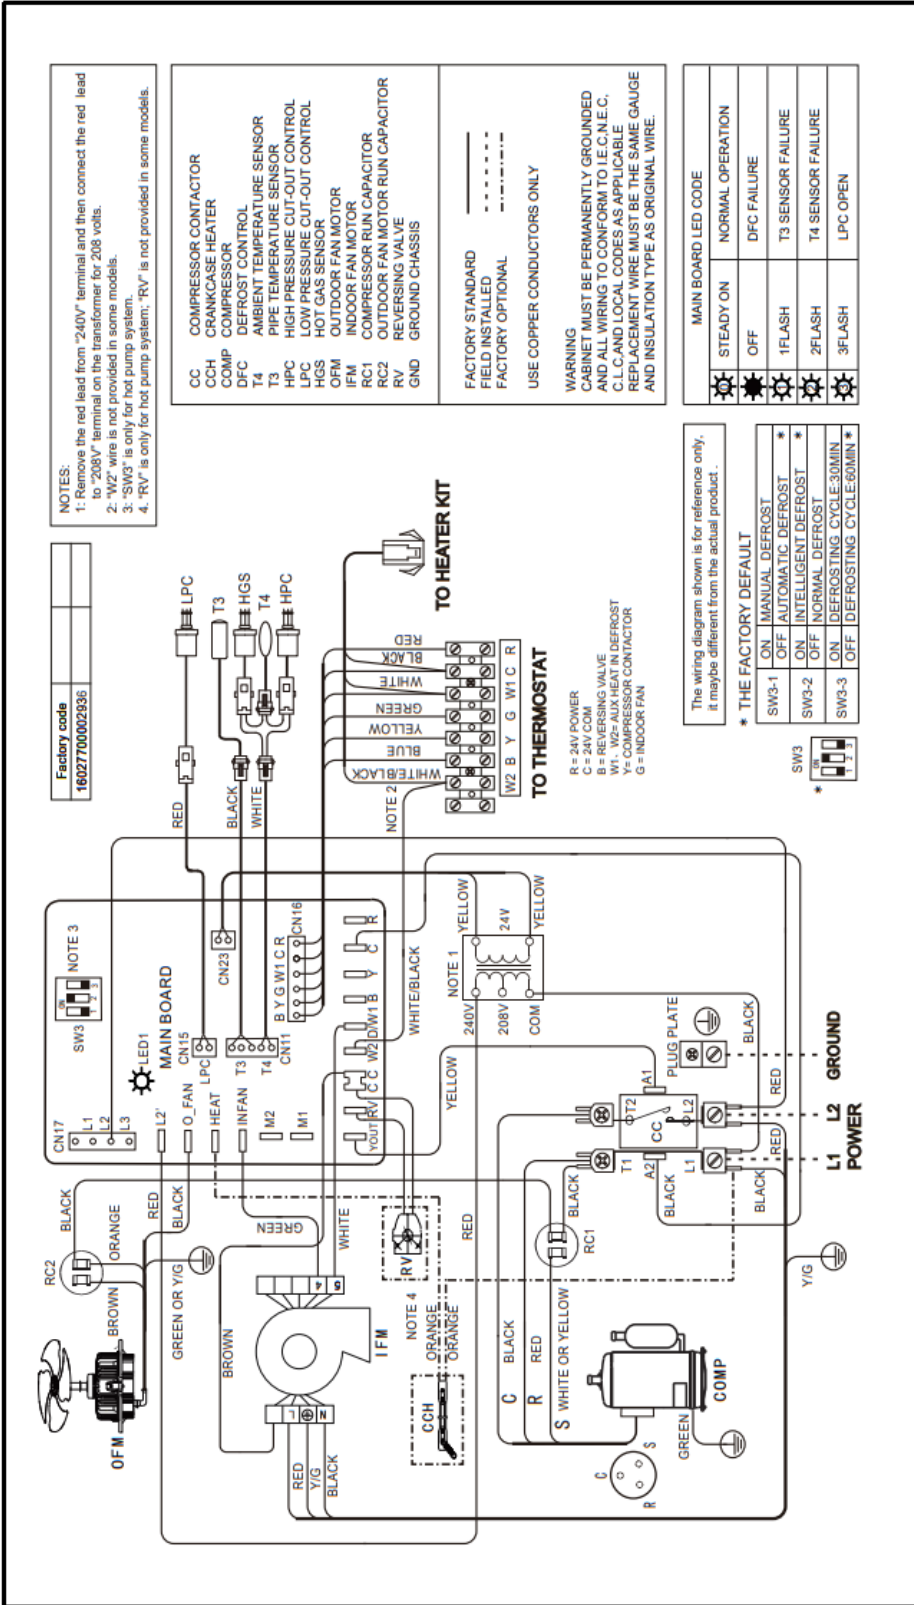 Factory code
16027700002936
NOTES:
1: Remove the red lead from "240V" terminal and then connect the red lead
to "208V" terminal on the transformer for 208 volts.
2: "W2" wire is not provided in some models.
3: "SW3" is only for hot pump system.
4. "RV" is only for hot pump system; "RV" is not provided in some models.
CC COMPRESSOR CONTACTOR
CCH CRANKCASE HEATER
COMP COMPRESSOR
DFC DEFROST CONTROL
T4 AMBIENT TEMPERATURE SENSOR
T3 PIPE TEMPERATURE SENSOR
HPC HIGH PRESSURE CUT-OUT CONTROL
LPC LOW PRESSURE CUT-OUT CONTROL
HGS HOT GAS SENSOR
OFM OUTDOOR FAN MOTOR
IFM INDOOR FAN MOTOR
RC1 COMPRESSOR RUN CAPACITOR
RC2 OUTDOOR FAN MOTOR RUN CAPACITOR
RV REVERSING VALVE
GND GROUND CHASSIS
FACTORY STANDARD
FIELD INSTALLED
FACTORY OPTIONAL
USE COPPER CONDUCTORS ONLY
WARNING
CABINET MUST BE PERMANENTLY GROUNDED
AND ALL WIRING TO CONFORM TO I.E.C,N.E.C,
C.L.C,AND LOCAL CODES AS APPLICABLE
REPLACEMENT WIRE MUST BE THE SAME GAUGE
AND INSULATION TYPE AS ORIGINAL WIRE.
MAIN BOARD LED CODE
0 STEADY ON NORMAL OPERATION
OFF DFC FAILURE
1 1FLASH T3 SENSOR FAILURE
2 2FLASH T4 SENSOR FAILURE
3 3FLASH LPC OPEN
The wiring diagram shown is for reference only,
it maybe different from the actual product .
* THE FACTORY DEFAULT
SW3-1 ON MANUAL DEFROST
OFF AUTOMATIC DEFROST *
SW3-2 ON INTELLIGENT DEFROST *
OFF NORMAL DEFROST
SW3-3 ON DEFROSTING CYCLE:30MIN
OFF DEFROSTING CYCLE:60MIN *
SW3
*
ON
1 2 3
LPC
T3
HGS
T4
HPC
RED
BLACK
WHITE
TO HEATER KIT
WHITE/BLACK
BLUE
YELLOW
GREEN
WHITE
BLACK
RED
W2 B Y G W1 C R
TO THERMOSTAT
NOTE 2
R = 24V POWER
C = 24V COM
B = REVERSING VALVE
W1、W2= AUX HEAT IN DEFROST
Y= COMPRESSOR CONTACTOR
G = INDOOR FAN
SW3
ON
1 2 3
NOTE 3
LED1
MAIN BOARD
CN17
L1
L2
L3
CN15
LPC
T3
T4
CN11
CN23
CN16
B Y G W1 C R
L2'
O_FAN
HEAT
INFAN
M2
M1
YOUT RV C C W2 D/W1 B Y C R
WHITE/BLACK
YELLOW
NOTE 1
YELLOW
24V
YELLOW
240V
208V
COM
BLACK
PLUG PLATE
A1
T2
L2
CC
T1
L1
A2
BLACK
RED
RED
BLACK
L1 L2 GROUND
POWER
RC2
BLACK
ORANGE
BROWN
RED
BLACK
GREEN OR Y/G
OFM
GREEN
WHITE
BROWN
4
5
IFM
L
N
RED
Y/G
BLACK
RV
NOTE 4
ORANGE
ORANGE
CCH
RED
BLACK
RC1
C BLACK
R RED
S WHITE OR YELLOW
COMP
GREEN
C
R
S
Y/G